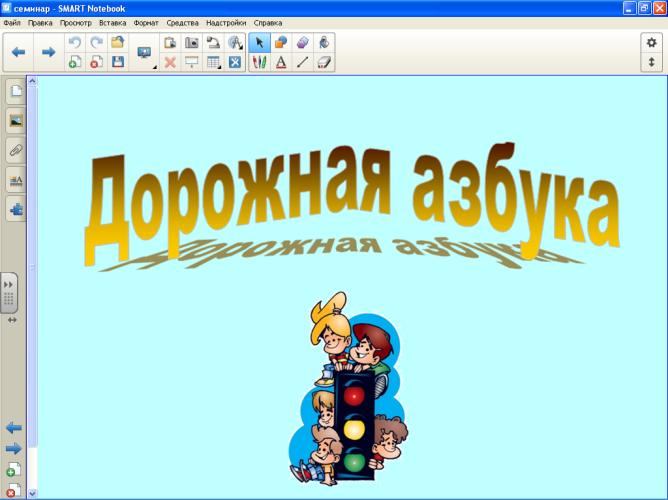 семинар - SMART Notebook
Файл Правка Просмотр Вставка Формат Средства Надстройки Справка
Дорожная азбука